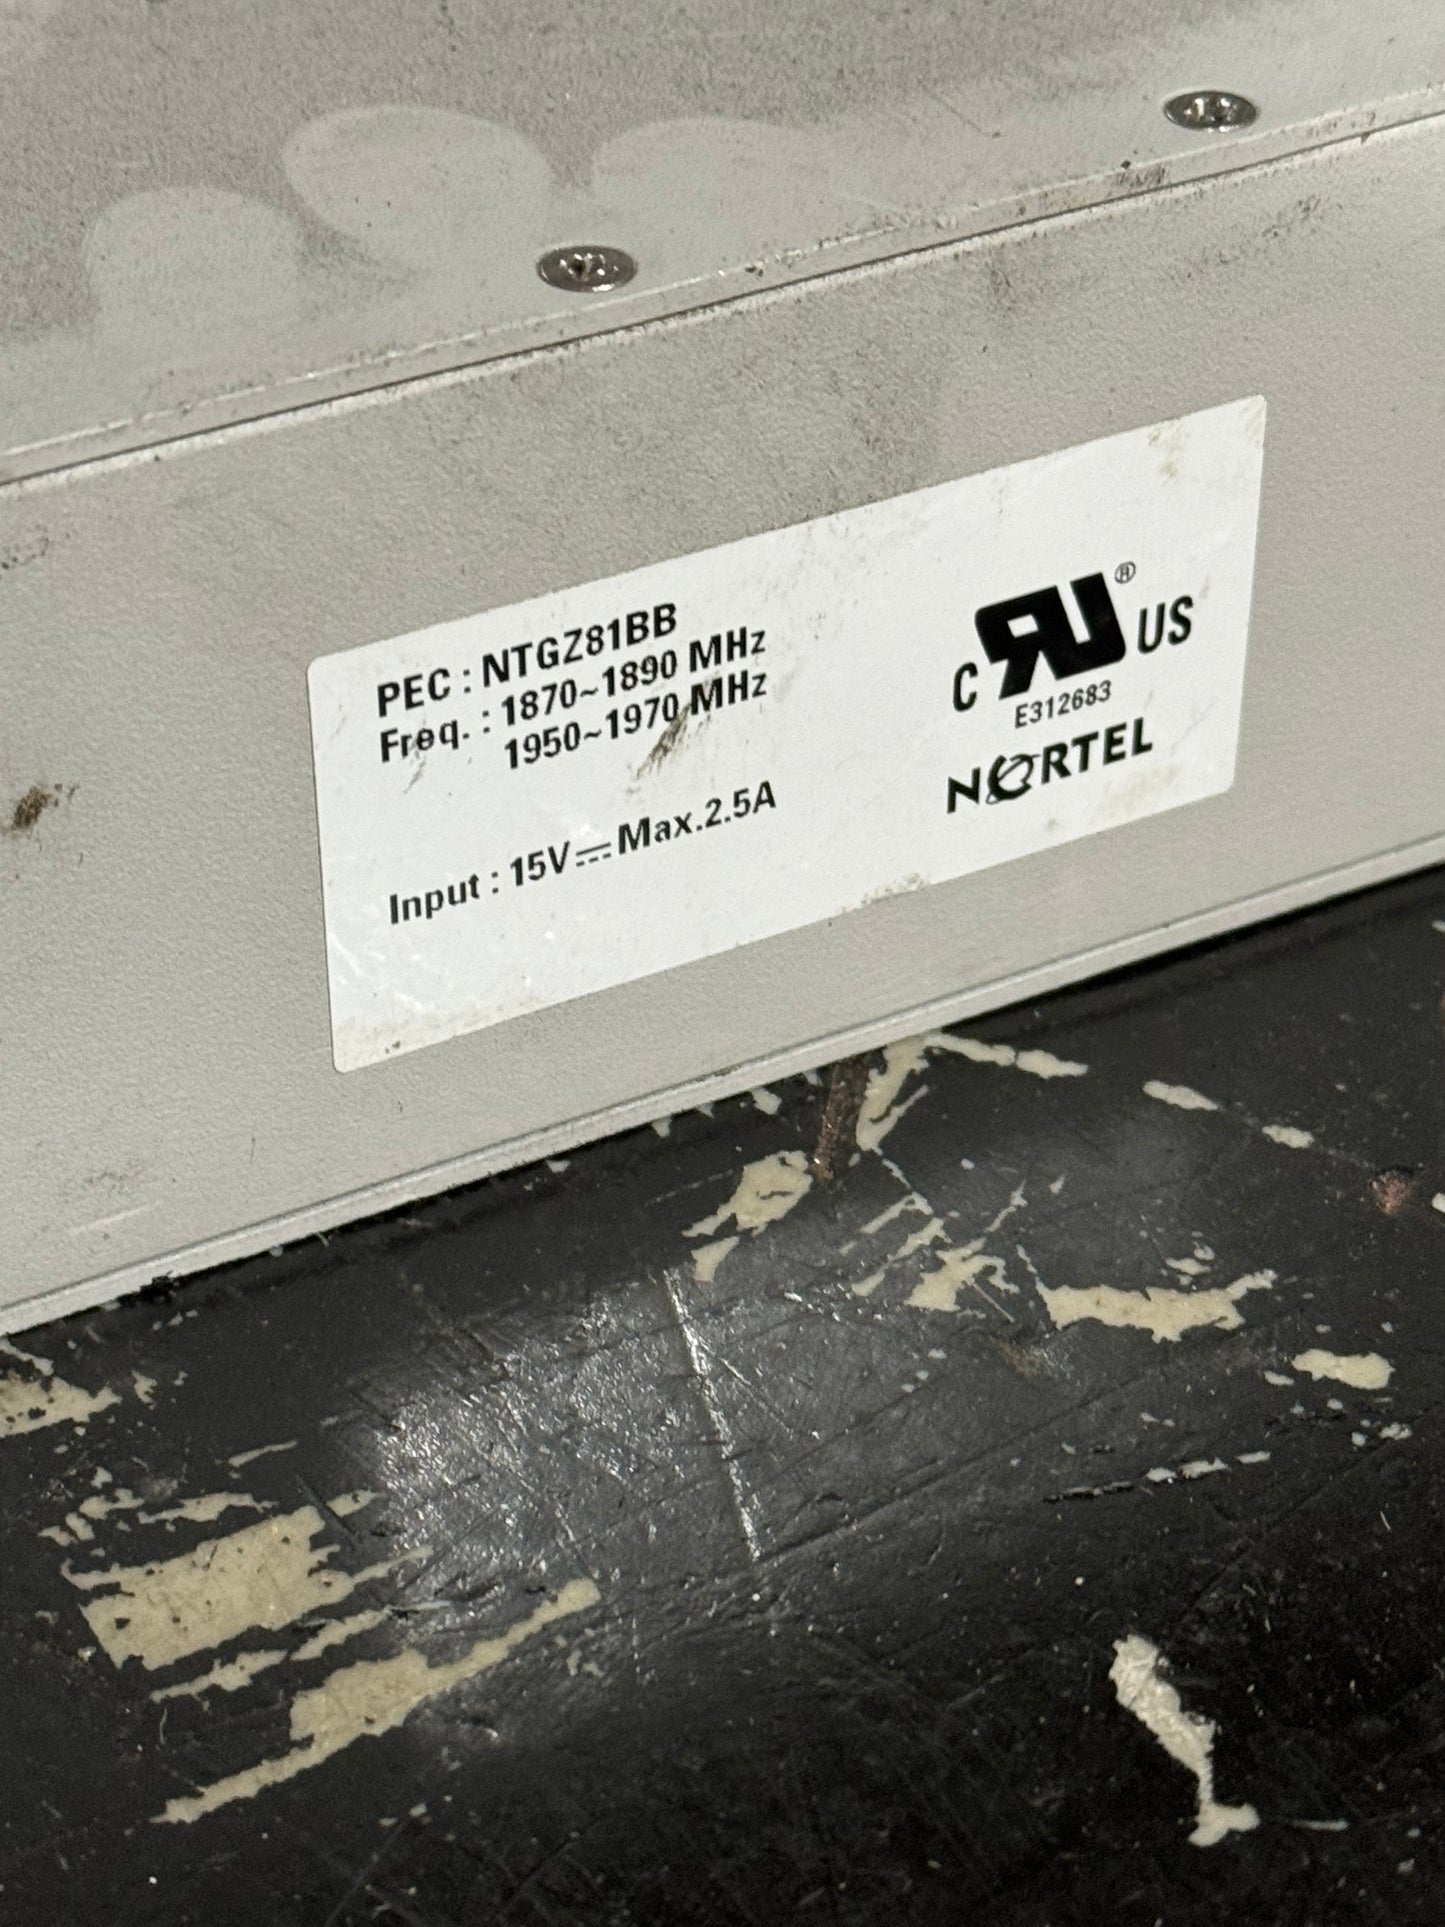 PEC : NTGZ81BB
Freq. : 1870~1890 MHz
1950~1970 MHz
Input : 15V⎓Max.2.5A
C RU® US
E312683
NORTEL